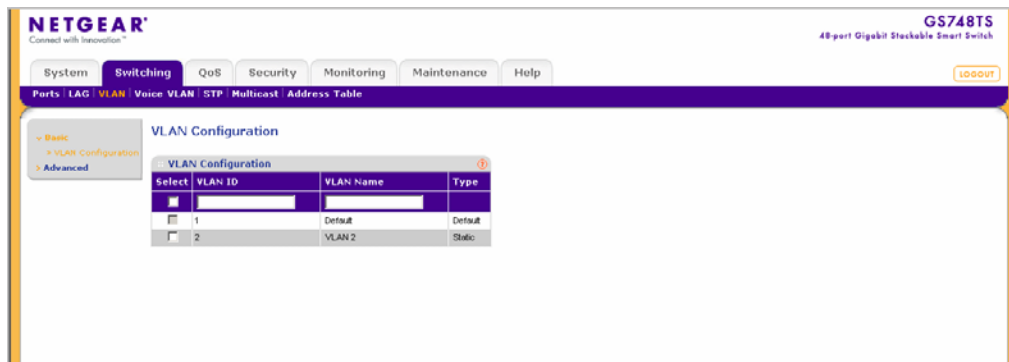 NETGEAR®
Connect with Innovation™
GS748TS
48-port Gigabit Stackable Smart Switch
System Switching QoS Security Monitoring Maintenance Help LOGOUT
Ports LAG VLAN Voice VLAN STP Multicast Address Table
Basic
VLAN Configuration
Advanced
VLAN Configuration
VLAN Configuration ?
Select VLAN ID VLAN Name Type
1 Default Default
2 VLAN 2 Static